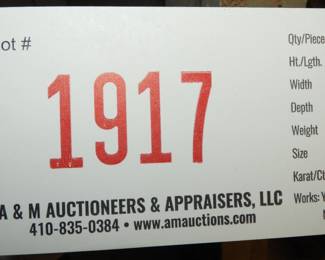 ot #
1917
A & M AUCTIONEERS & APPRAISERS, LLC
410-835-0384 • www.amauctions.com
Qty/Piece
Ht./Lgth.
Width
Depth
Weight
Size
Karat/Ct
Works: Y